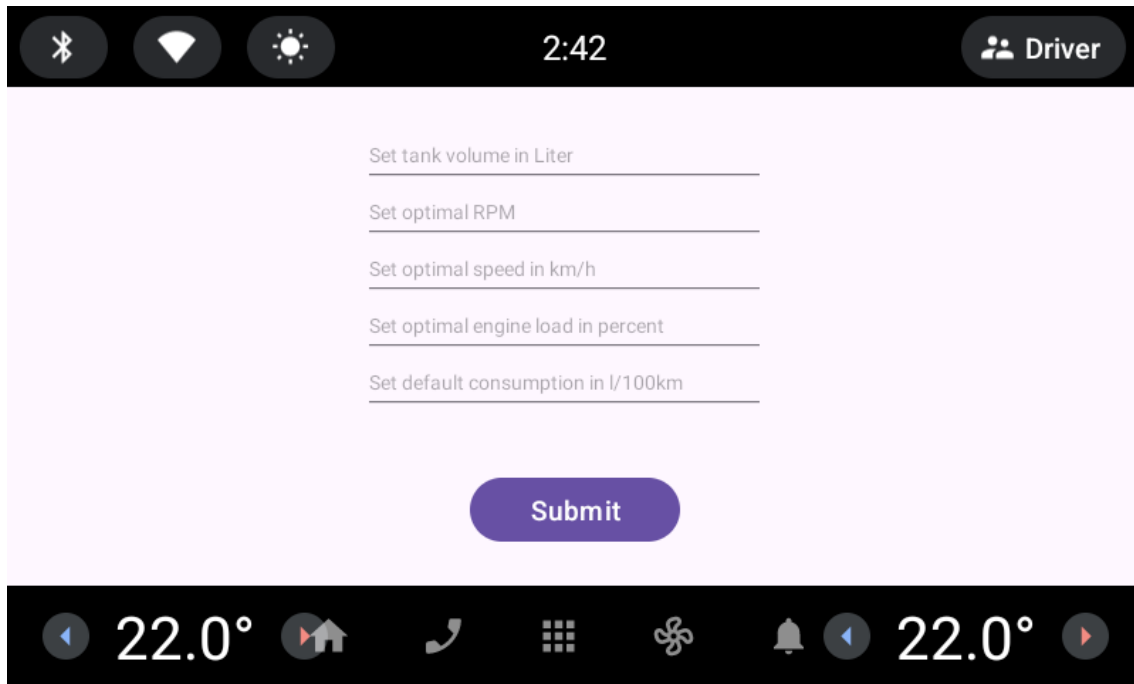 2:42
Driver
Set tank volume in Liter
Set optimal RPM
Set optimal speed in km/h
Set optimal engine load in percent
Set default consumption in l/100km
Submit
22.0°
22.0°